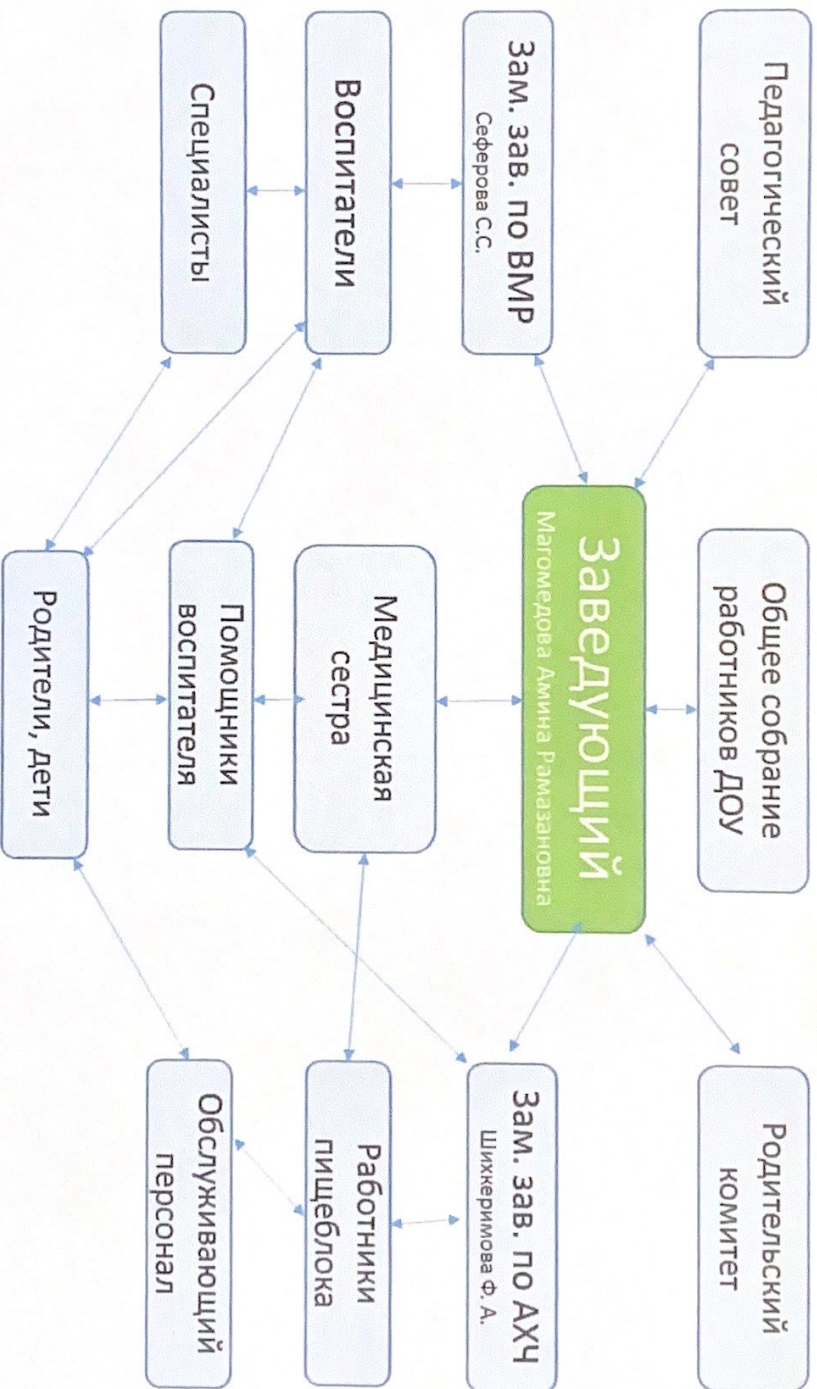 Педагогический
совет
Общее собрание
работников ДОУ
Родительский
комитет
Заведующий
Магомедова Амина Рамазановна
Зам. зав. по ВМР
Сеферова С.С.
Зам. зав. по АХЧ
Шихкеримова Ф. А.
Воспитатели
Медицинская
сестра
Работники
пищеблока
Специалисты
Помощники
воспитателя
Обслуживающий
персонал
Родители, дети